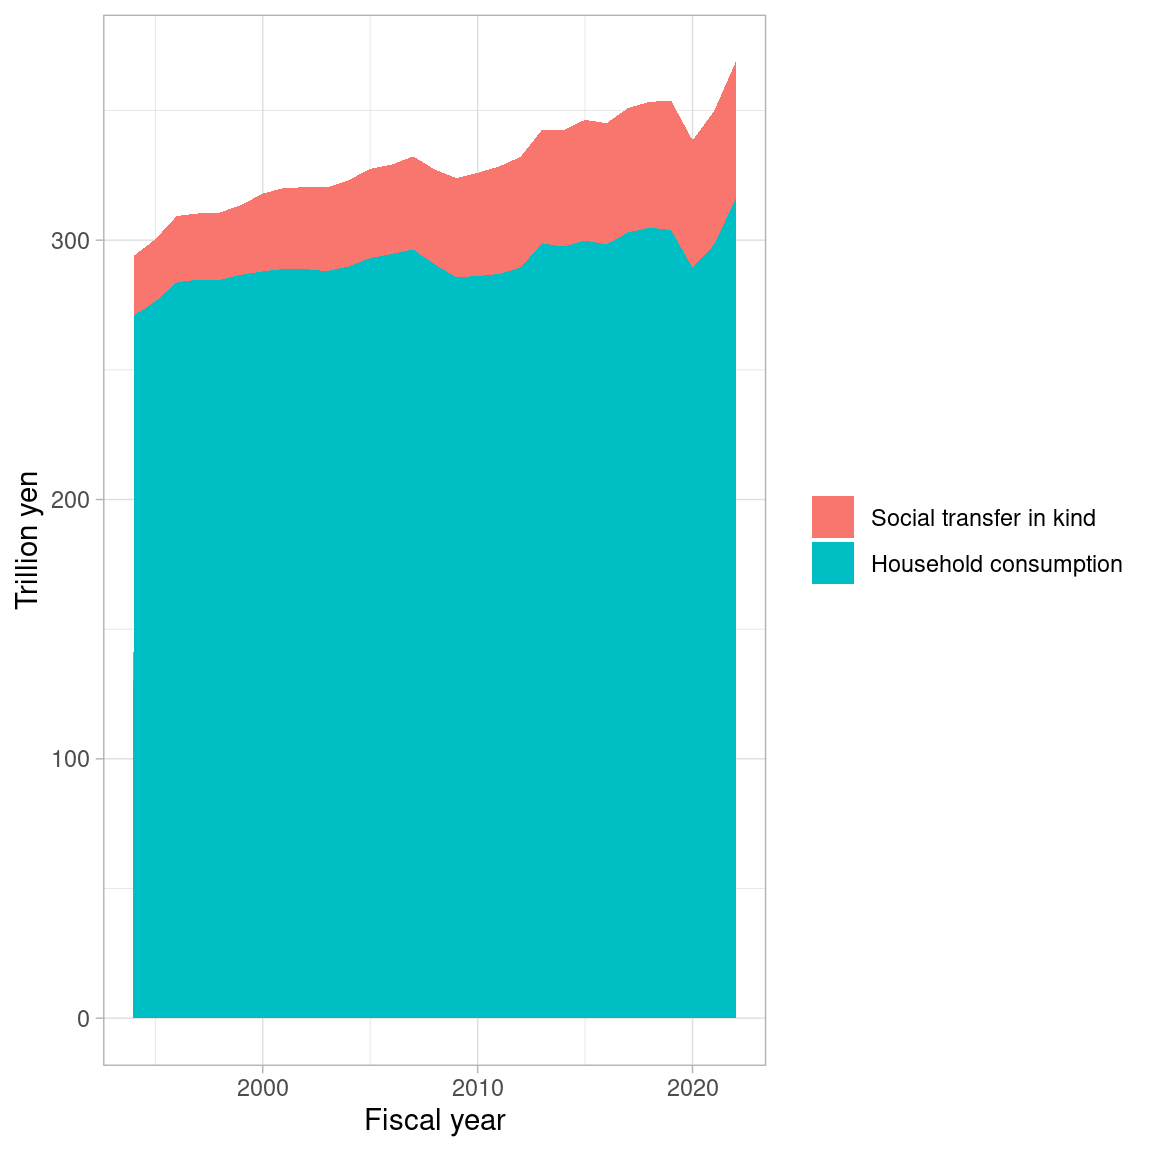 Trillion yen
300
200
100
0
2000 2010 2020
Fiscal year
Social transfer in kind
Household consumption